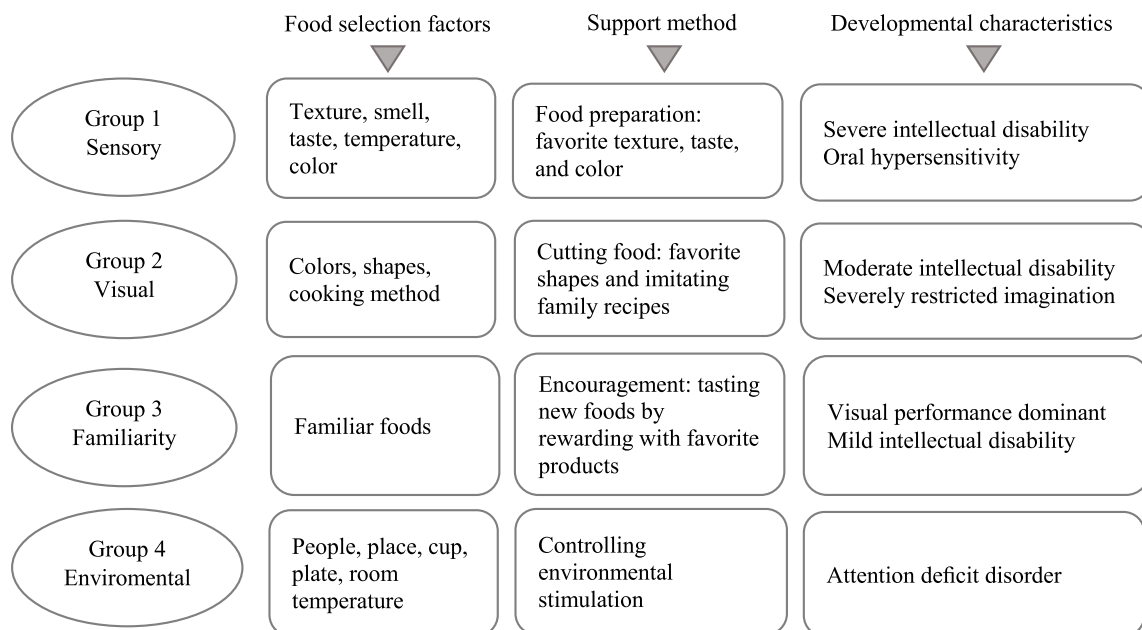 Food selection factors
Support method
Developmental characteristics
Group 1
Sensory
Texture, smell,
taste, temperature,
color
Food preparation:
favorite texture, taste,
and color
Severe intellectual disability
Oral hypersensitivity
Group 2
Visual
Colors, shapes,
cooking method
Cutting food: favorite
shapes and imitating
family recipes
Moderate intellectual disability
Severely restricted imagination
Group 3
Familiarity
Familiar foods
Encouragement: tasting
new foods by
rewarding with favorite
products
Visual performance dominant
Mild intellectual disability
Group 4
Enviromental
People, place, cup,
plate, room
temperature
Controlling
environmental
stimulation
Attention deficit disorder